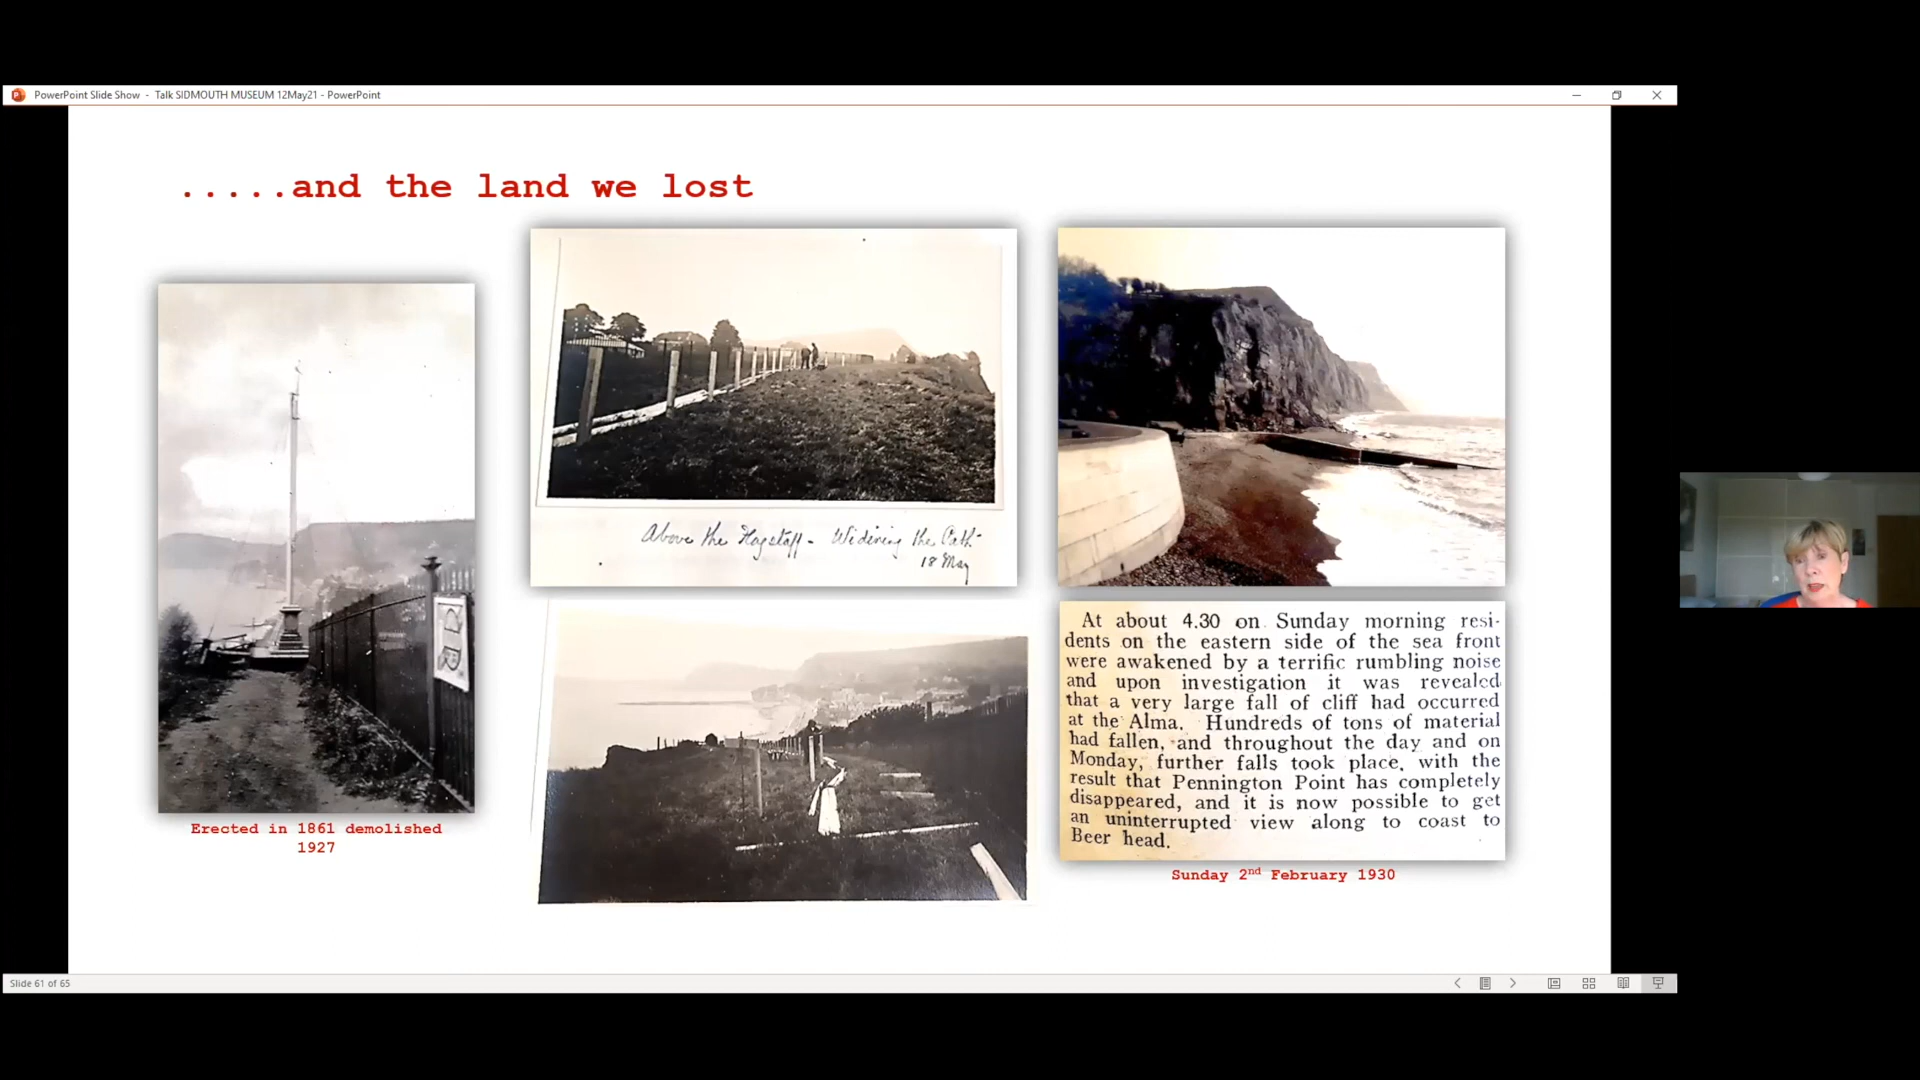 PowerPoint Slide Show - Talk SIDMOUTH MUSEUM 12May21 - PowerPoint
.....and the land we lost
Above the Flagstaff - Widening the Path
18 May
Erected in 1861 demolished
1927
At about 4.30 on Sunday morning resi-
dents on the eastern side of the sea front
were awakened by a terrific rumbling noise
and upon investigation it was revealed
that a very large fall of cliff had occurred
at the Alma. Hundreds of tons of material
had fallen, and throughout the day and on
Monday, further falls took place, with the
result that Pennington Point has completely
disappeared, and it is now possible to get
an uninterrupted view along to coast to
Beer head.
Sunday 2nd February 1930
Slide 61 of 65